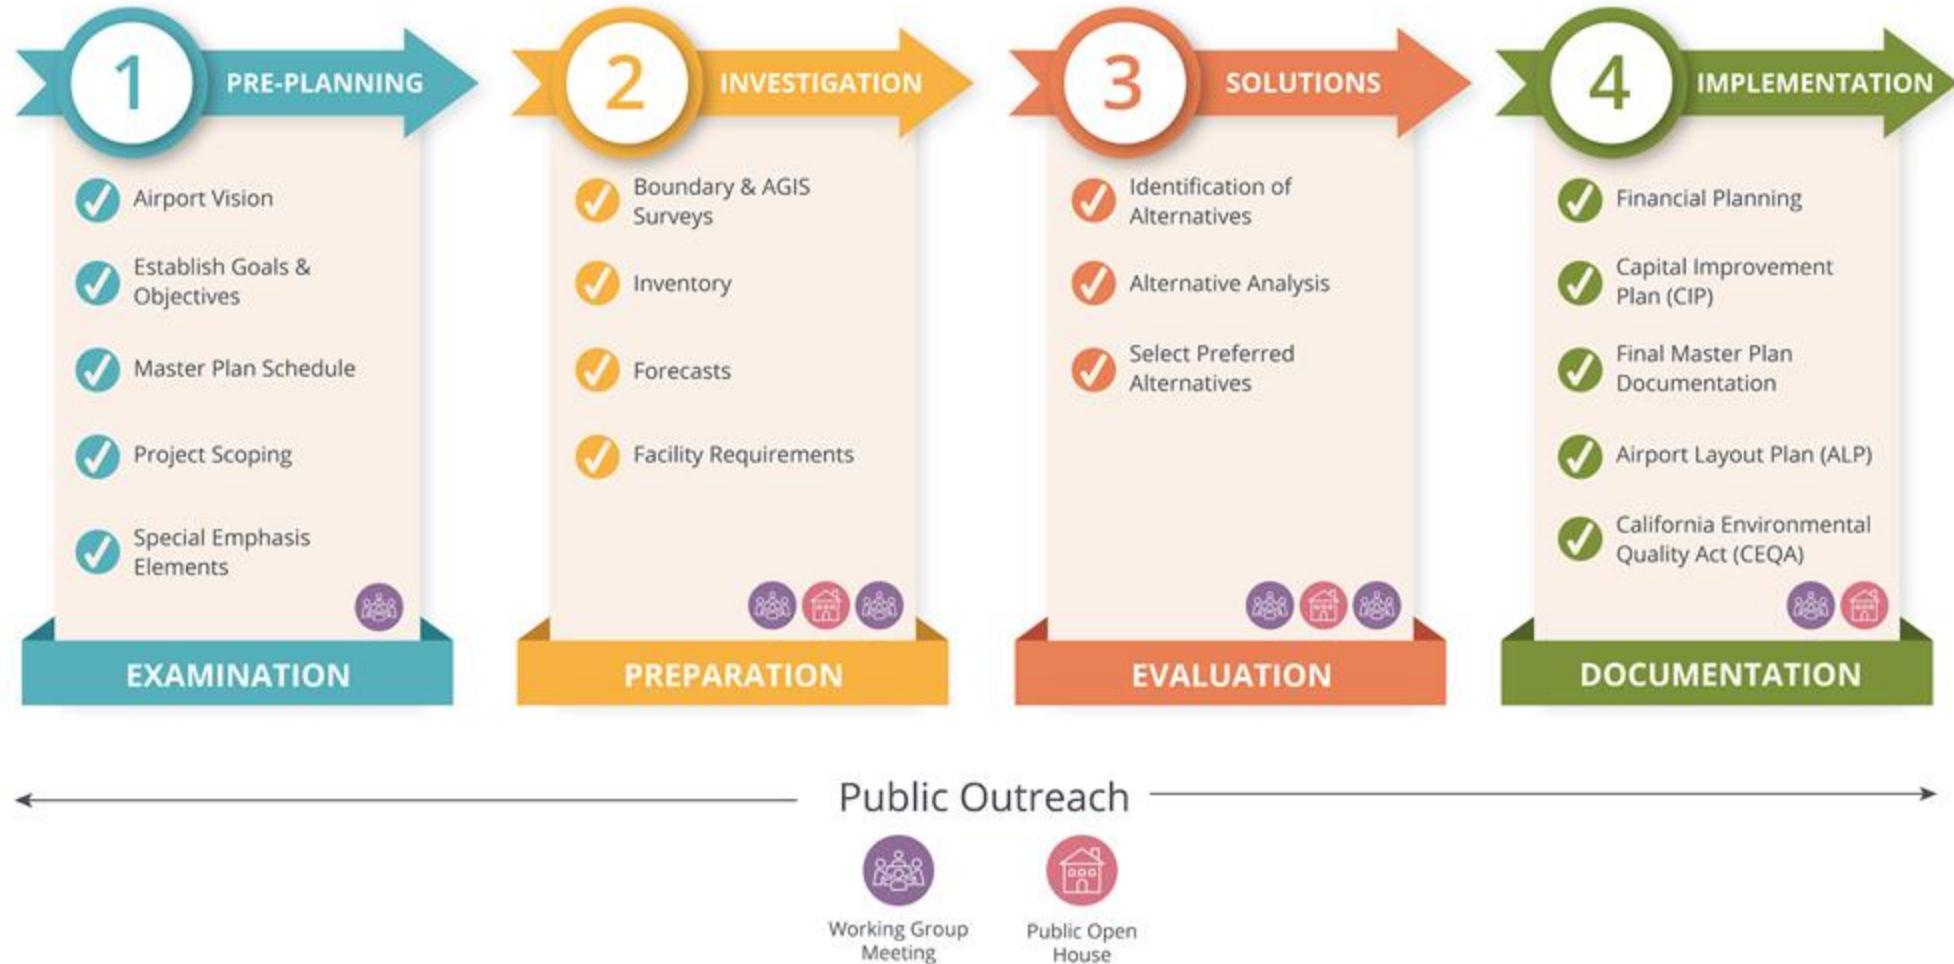 1
PRE-PLANNING
Airport Vision
Establish Goals &
Objectives
Master Plan Schedule
Project Scoping
Special Emphasis
Elements
EXAMINATION
2
INVESTIGATION
Boundary & AGIS
Surveys
Inventory
Forecasts
Facility Requirements
PREPARATION
3
SOLUTIONS
Identification of
Alternatives
Alternative Analysis
Select Preferred
Alternatives
EVALUATION
4
IMPLEMENTATION
Financial Planning
Capital Improvement
Plan (CIP)
Final Master Plan
Documentation
Airport Layout Plan (ALP)
California Environmental
Quality Act (CEQA)
DOCUMENTATION
Public Outreach
Working Group
Meeting
Public Open
House